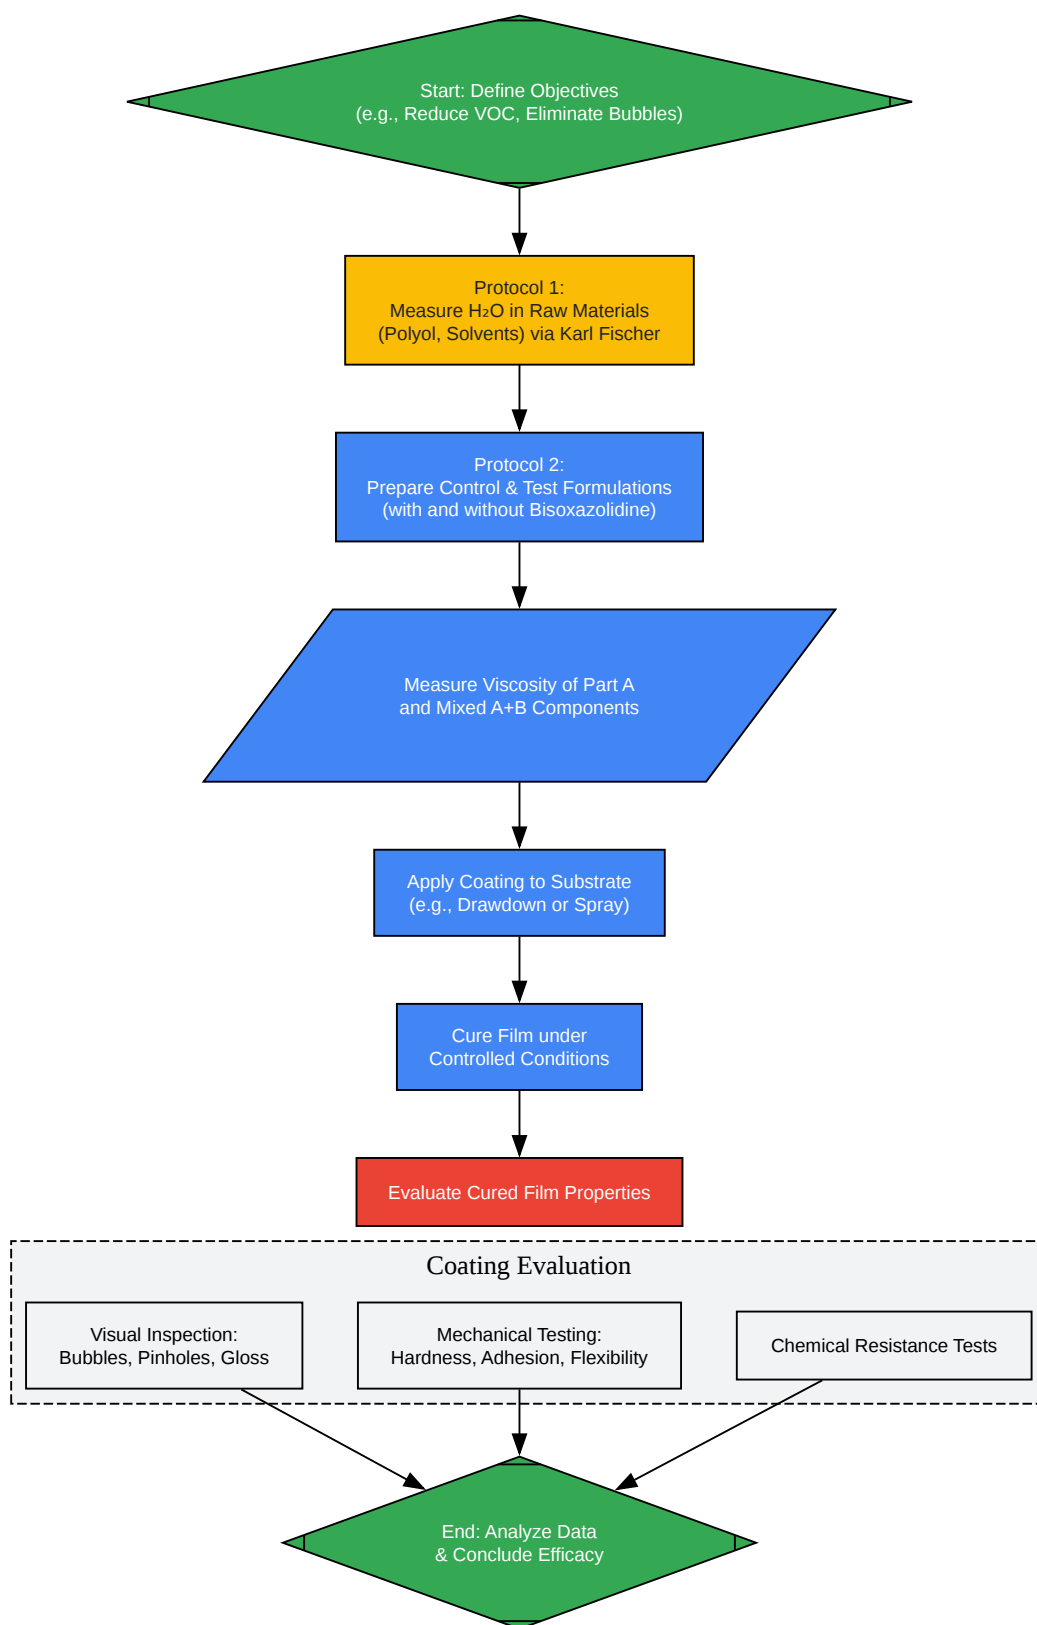 Start: Define Objectives
(e.g., Reduce VOC, Eliminate Bubbles)
Protocol 1:
Measure H₂O in Raw Materials
(Polyol, Solvents) via Karl Fischer
Protocol 2:
Prepare Control & Test Formulations
(with and without Bisoxazolidine)
Measure Viscosity of Part A
and Mixed A+B Components
Apply Coating to Substrate
(e.g., Drawdown or Spray)
Cure Film under
Controlled Conditions
Evaluate Cured Film Properties
Coating Evaluation
Visual Inspection:
Bubbles, Pinholes, Gloss
Mechanical Testing:
Hardness, Adhesion, Flexibility
Chemical Resistance Tests
End: Analyze Data
& Conclude Efficacy